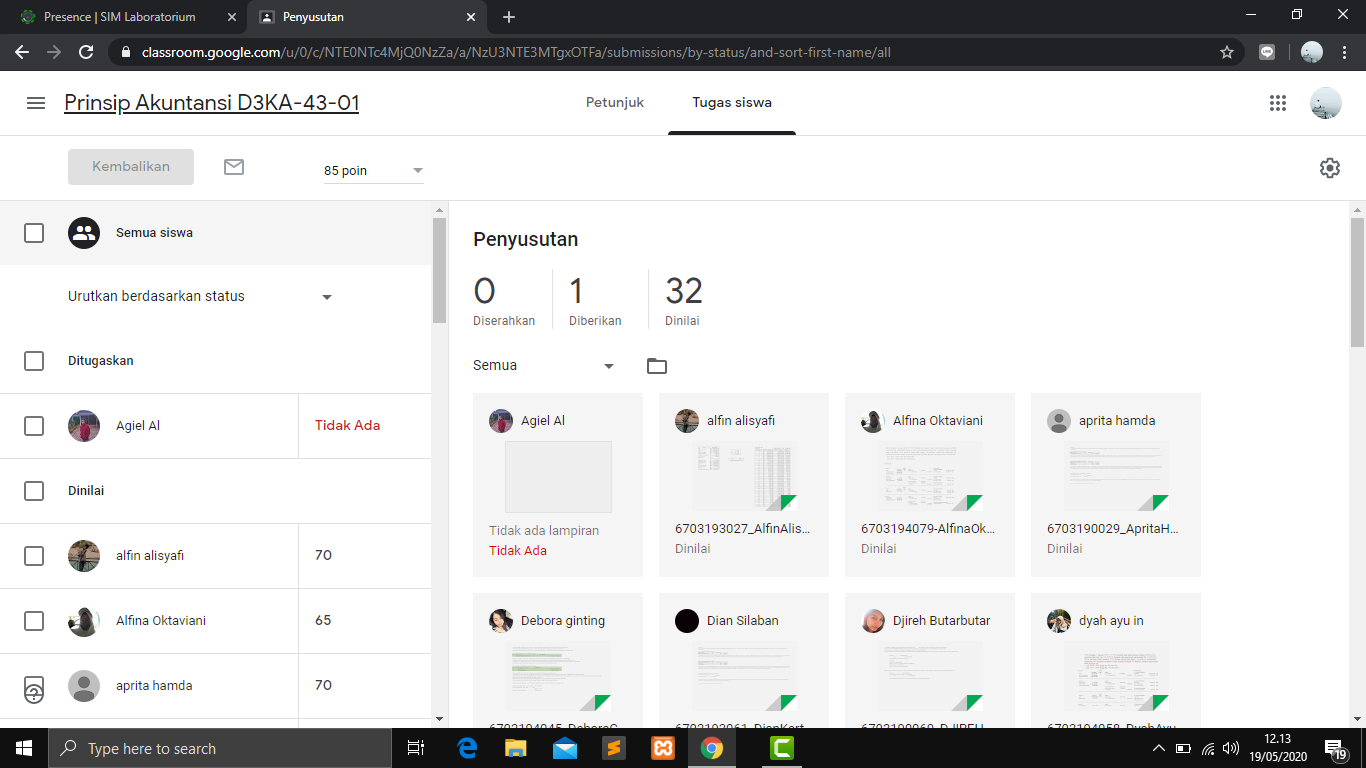 Presence | SIM Laboratorium
Penyusutan
classroom.google.com/u/0/c/NTE0NTc4MjQ0NzZa/a/NzU3NTE3MTgxOTFa/submissions/by-status/and-sort-first-name/all
Prinsip Akuntansi D3KA-43-01
Petunjuk
Tugas siswa
Kembalikan
85 poin
Semua siswa
Urutkan berdasarkan status
Ditugaskan
Agiel Al
Tidak Ada
Dinilai
alfin alisyafi
70
Alfina Oktaviani
65
aprita hamda
70
Penyusutan
0
Diserahkan
1
Diberikan
32
Dinilai
Semua
Agiel Al
Tidak ada lampiran
Tidak Ada
alfin alisyafi
6703193027_AlfinAlis...
Dinilai
Alfina Oktaviani
6703194079-AlfinaOk...
Dinilai
aprita hamda
6703190029_ApritaH...
Dinilai
Debora ginting
Dian Silaban
Djireh Butarbutar
dyah ayu in
Type here to search
12.13
19/05/2020
19